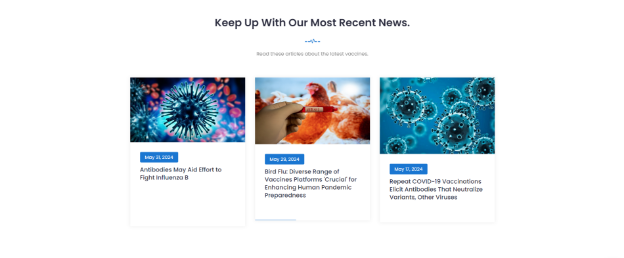 Keep Up With Our Most Recent News.
Read these articles about the latest vaccines.
May 31, 2024
Antibodies May Aid Effort to
Fight Influenza B
May 29, 2024
Bird Flu: Diverse Range of
Vaccines Platforms 'Crucial' for
Enhancing Human Pandemic
Preparedness
May 17, 2024
Repeat COVID-19 Vaccinations
Elicit Antibodies That Neutralize
Variants, Other Viruses